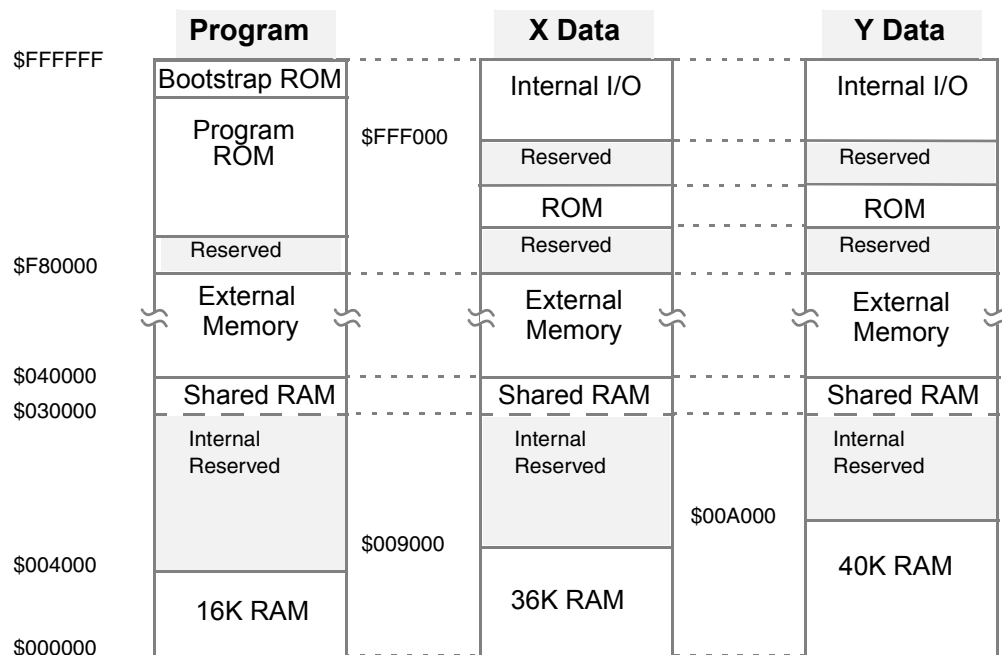 Program
X Data
Y Data
$FFFFFF
Bootstrap ROM
Internal I/O
Internal I/O
Program
ROM
$FFF000
Reserved
Reserved
ROM
ROM
Reserved
Reserved
Reserved
$F80000
External
Memory
External
Memory
External
Memory
$040000
Shared RAM
Shared RAM
Shared RAM
$030000
Internal
Reserved
Internal
Reserved
Internal
Reserved
$00A000
$009000
$004000
40K RAM
16K RAM
36K RAM
$000000